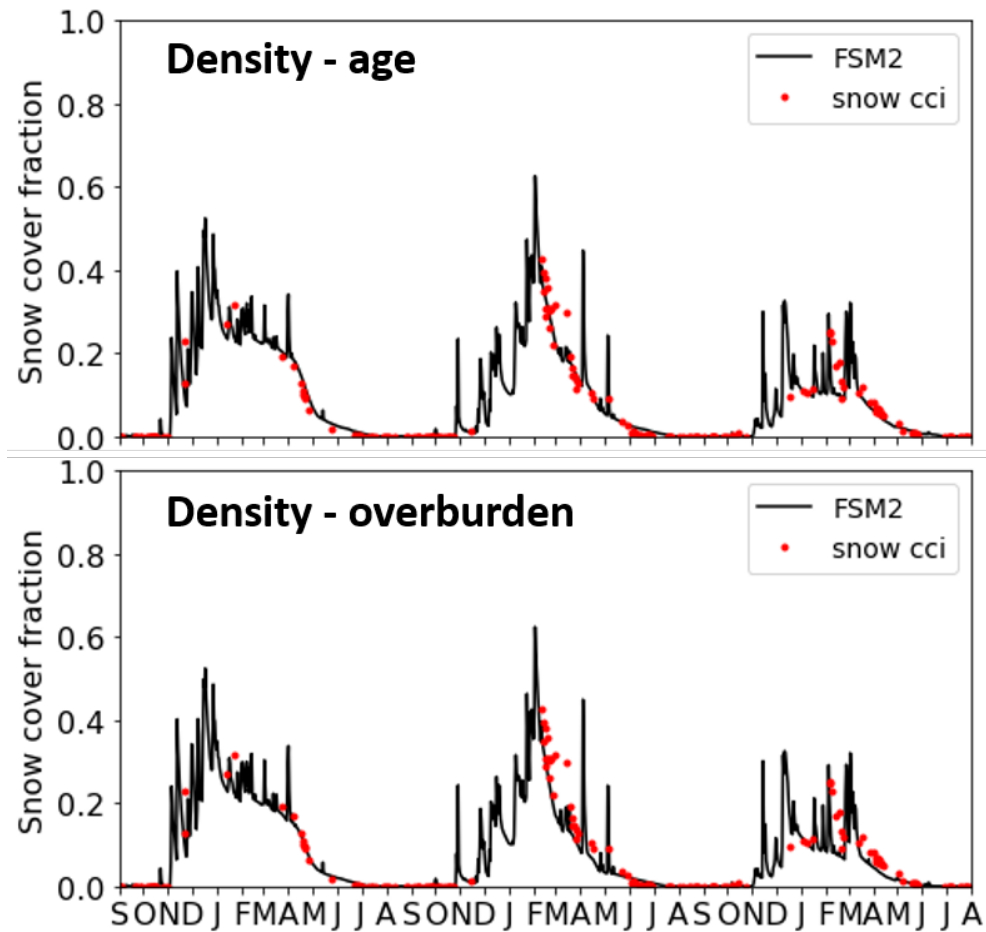 Density - age
FSM2
snow cci
Snow cover fraction
1.0
0.8
0.6
0.4
0.2
0.0
Density - overburden
FSM2
snow cci
Snow cover fraction
1.0
0.8
0.6
0.4
0.2
0.0
S O N D J F M A M J J A S O N D J F M A M J J A S O N D J F M A M J J A